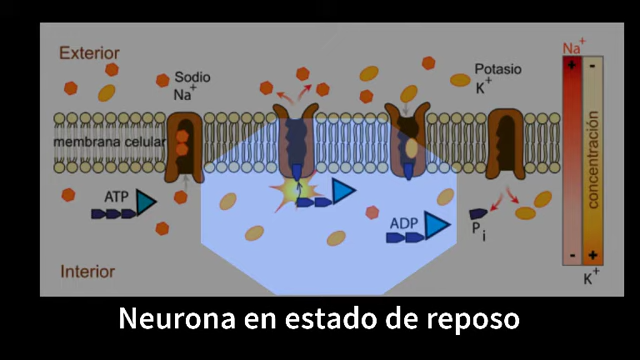 Exterior
Na+
+ -
Sodio
Na+
Potasio
K+
membrana celular
concentración
ATP
ADP
Pi
Interior
- +
K+
Neurona en estado de reposo